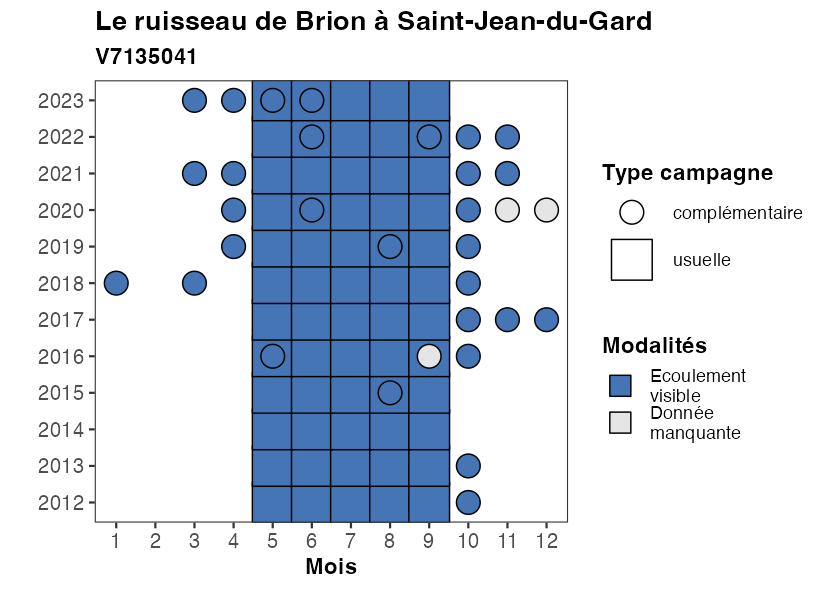 Le ruisseau de Brion à Saint-Jean-du-Gard
V7135041
2023
2022
2021
2020
2019
2018
2017
2016
2015
2014
2013
2012
1 2 3 4 5 6 7 8 9 10 11 12
Mois
Type campagne
complémentaire
usuelle
Modalités
Ecoulement
visible
Donnée
manquante